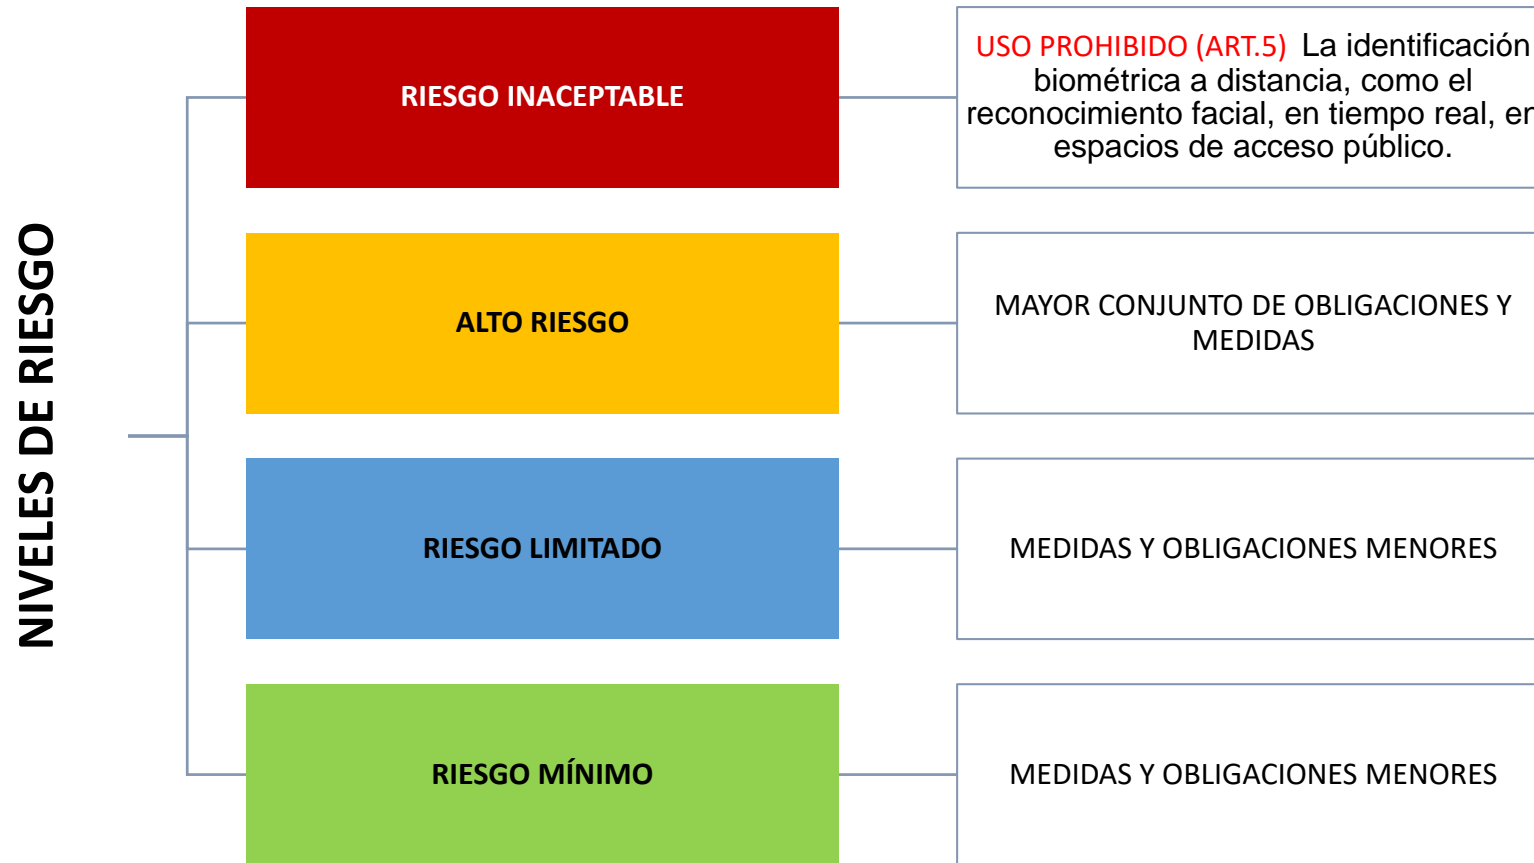 NIVELES DE RIESGO
RIESGO INACEPTABLE
USO PROHIBIDO (ART.5) La identificación
biométrica a distancia, como el
reconocimiento facial, en tiempo real, en
espacios de acceso público.
ALTO RIESGO
MAYOR CONJUNTO DE OBLIGACIONES Y
MEDIDAS
RIESGO LIMITADO
MEDIDAS Y OBLIGACIONES MENORES
RIESGO MÍNIMO
MEDIDAS Y OBLIGACIONES MENORES